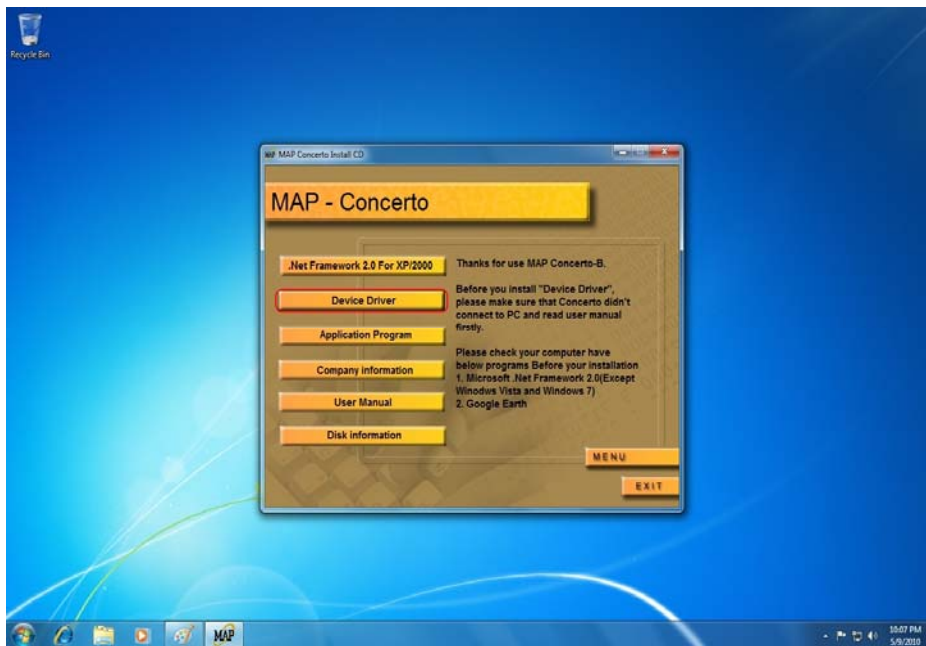 Recycle Bin
MAP Concerto Install CD
MAP - Concerto
.Net Framework 2.0 For XP/2000
Device Driver
Application Program
Company information
User Manual
Disk information
Thanks for use MAP Concerto-B.
Before you install "Device Driver",
please make sure that Concerto didn't
connect to PC and read user manual
firstly.
Please check your computer have
below programs Before your installation
1. Microsoft .Net Framework 2.0(Except
Winodws Vista and Windows 7)
2. Google Earth
MENU
EXIT
MAP
10:07 PM
5/9/2010